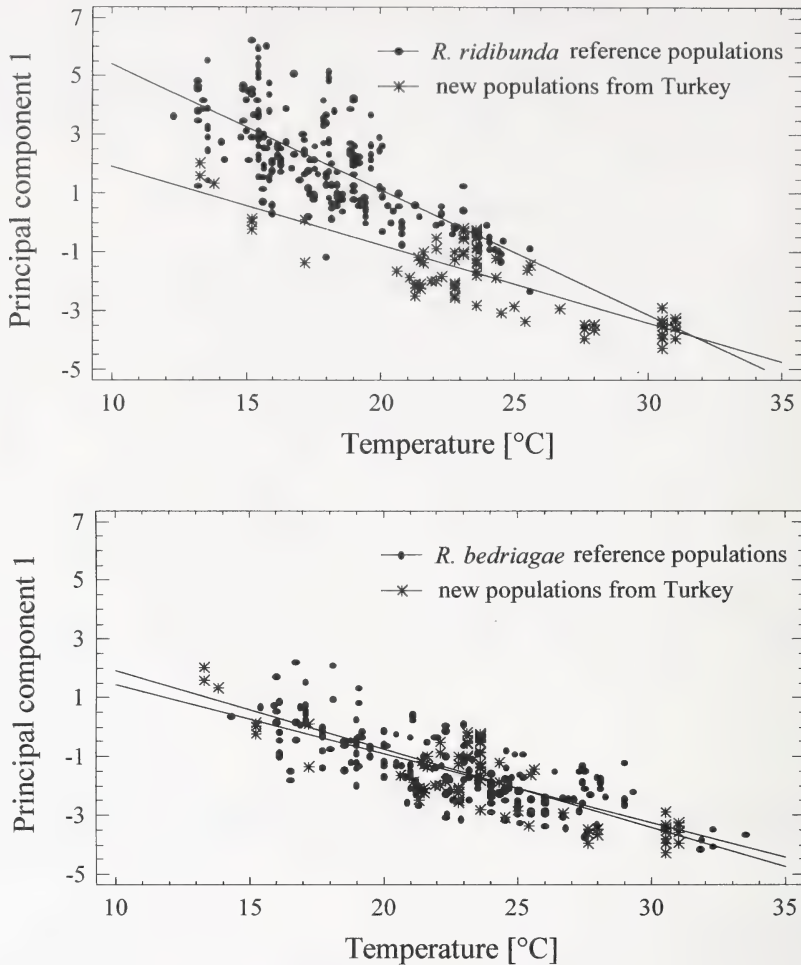 7
5
3
1
-1
-3
-5
Principal component 1
R. ridibunda reference populations
new populations from Turkey
10 15 20 25 30 35
Temperature [°C]
7
5
3
1
-1
-3
-5
Principal component 1
R. bedriagae reference populations
new populations from Turkey
10 15 20 25 30 35
Temperature [°C]